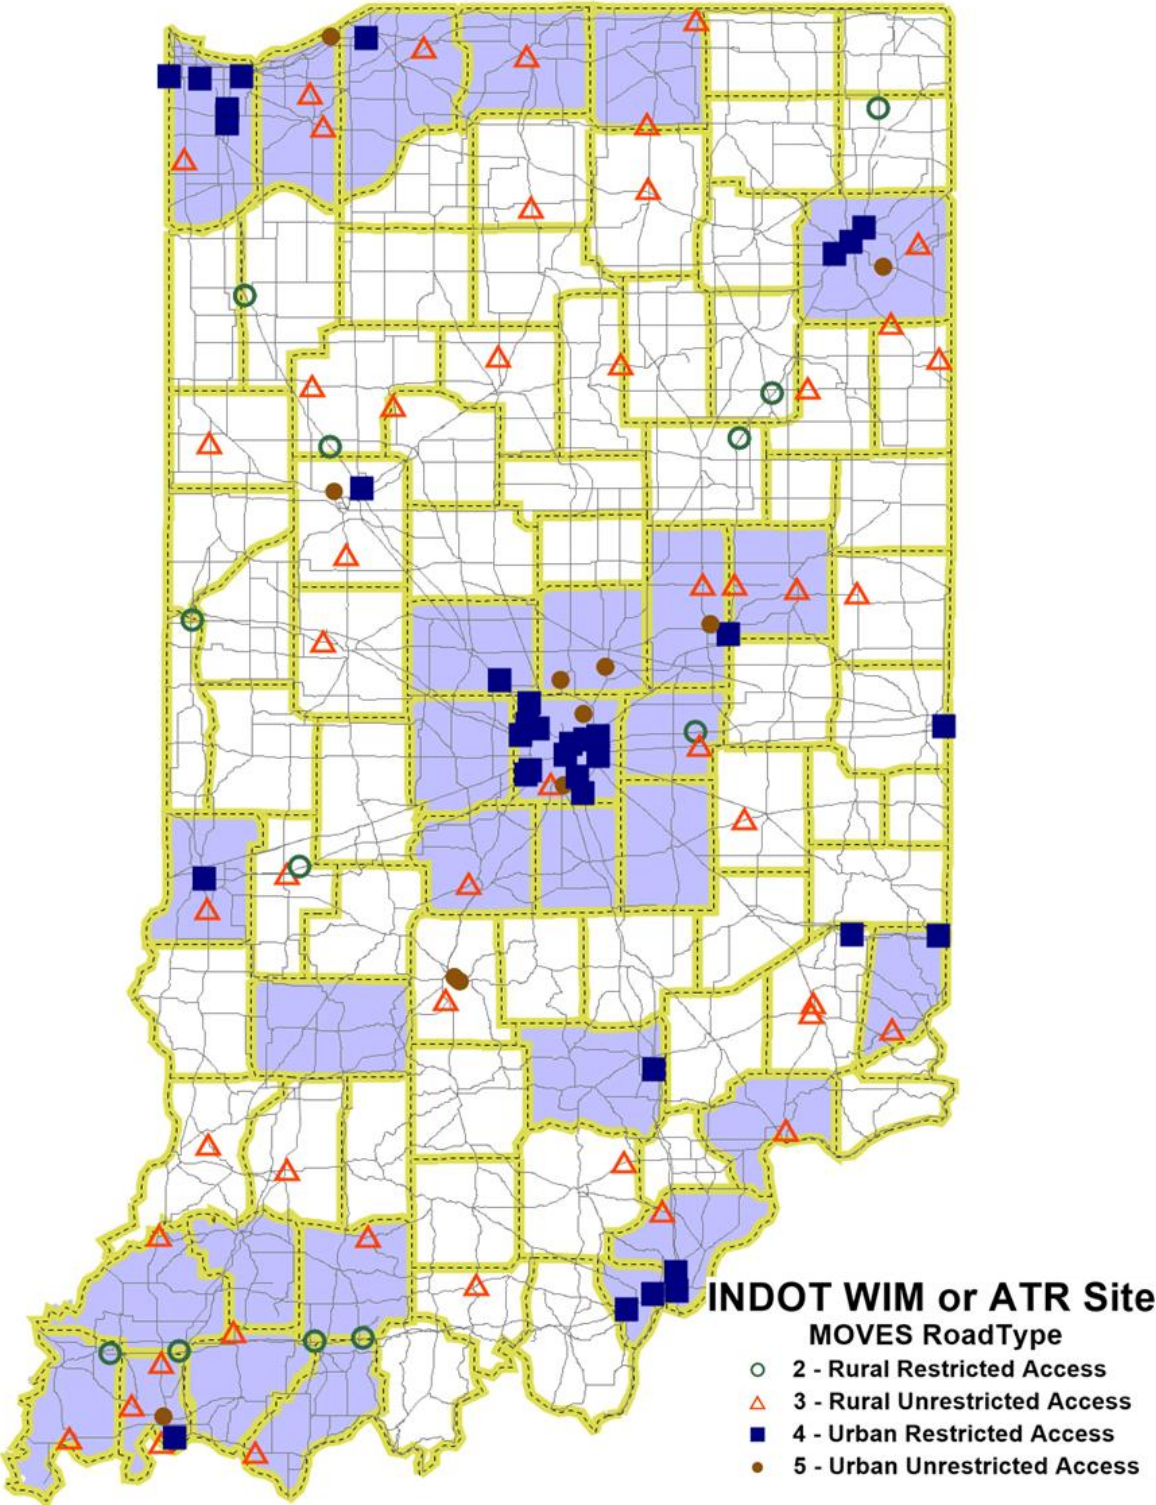 INDOT WIM or ATR Site
MOVES RoadType
2 - Rural Restricted Access
3 - Rural Unrestricted Access
4 - Urban Restricted Access
5 - Urban Unrestricted Access